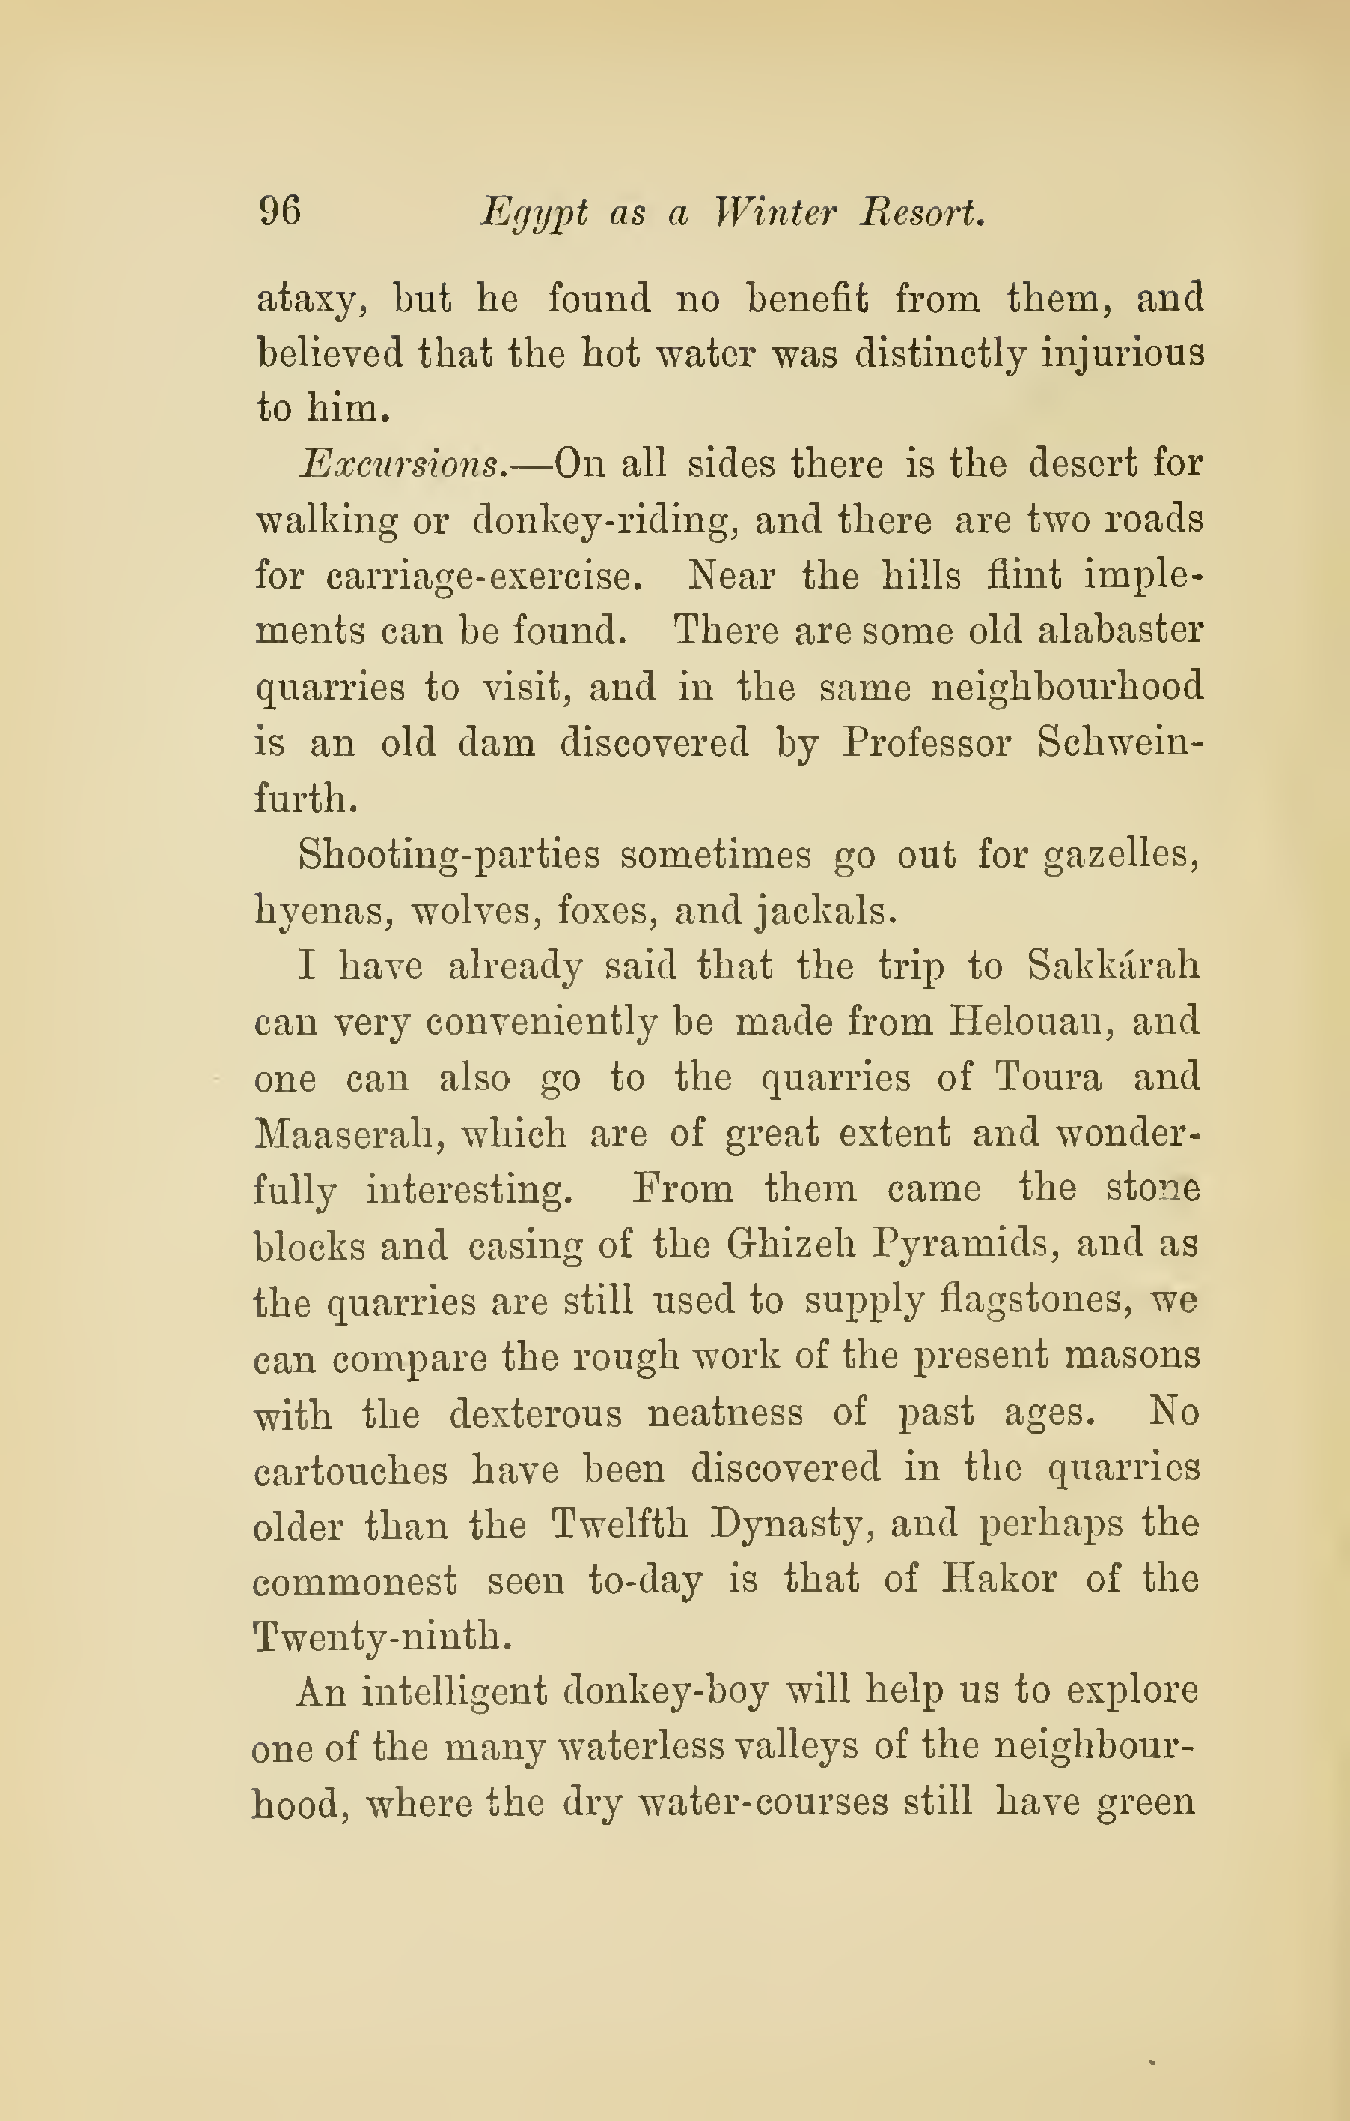 96 Egypt as a Winter Resort.
ataxy, but he found no benefit from them, and
believed that the hot water was distinctly injurious
to him.
Excursions.—On all sides there is the desert for
walking or donkey-riding, and there are two roads
for carriage-exercise. Near the hills flint imple-
ments can be found. There are some old alabaster
quarries to visit, and in the same neighbourhood
is an old dam discovered by Professor Schwein-
furth.
Shooting-parties sometimes go out for gazelles,
hyenas, wolves, foxes, and jackals.
I have already said that the trip to Sakkárah
can very conveniently be made from Helouan, and
one can also go to the quarries of Toura and
Maaserah, which are of great extent and wonder-
fully interesting. From them came the stone
blocks and casing of the Ghizeh Pyramids, and as
the quarries are still used to supply flagstones, we
can compare the rough work of the present masons
with the dexterous neatness of past ages. No
cartouches have been discovered in the quarries
older than the Twelfth Dynasty, and perhaps the
commonest seen to-day is that of Hakor of the
Twenty-ninth.
An intelligent donkey-boy will help us to explore
one of the many waterless valleys of the neighbour-
hood, where the dry water-courses still have green